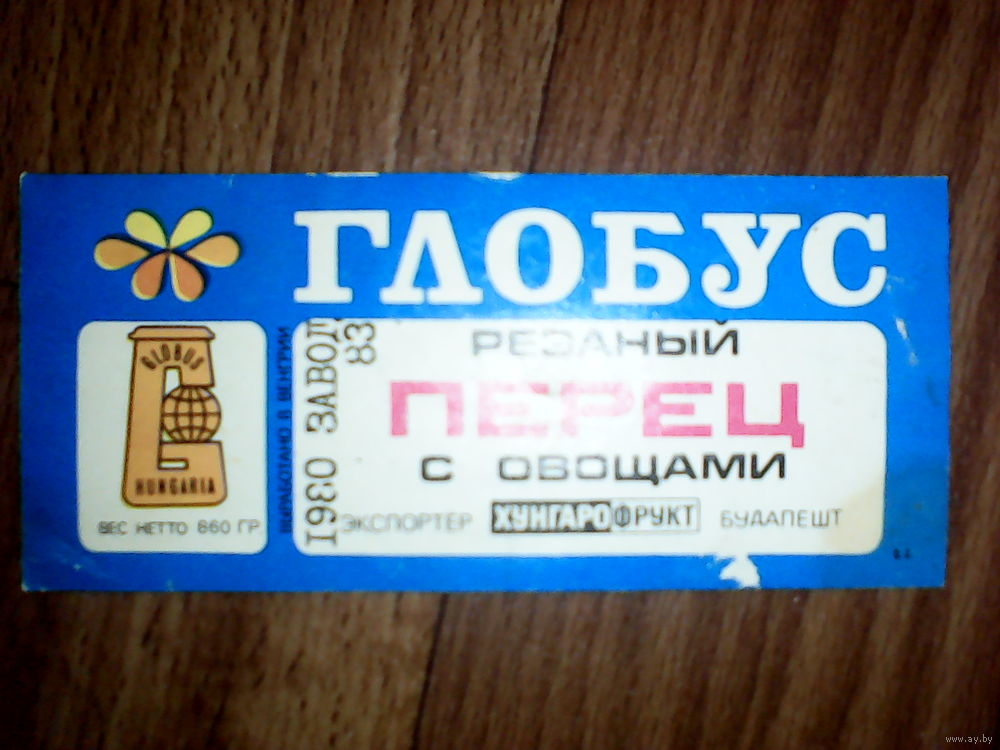 ГЛОБУС
GLOBUS
HUNGARIA
ВЕС НЕТТО 660 ГР
ВЫРАБОТАНО В ВЕНГРИИ
1980 ЗАВОД
83
РЕЗАНЫЙ
ПЕРЕЦ
С ОВОЩАМИ
ЭКСПОРТЕР ХУНГАРОФРУКТ БУДАПЕШТ
www.ay.by